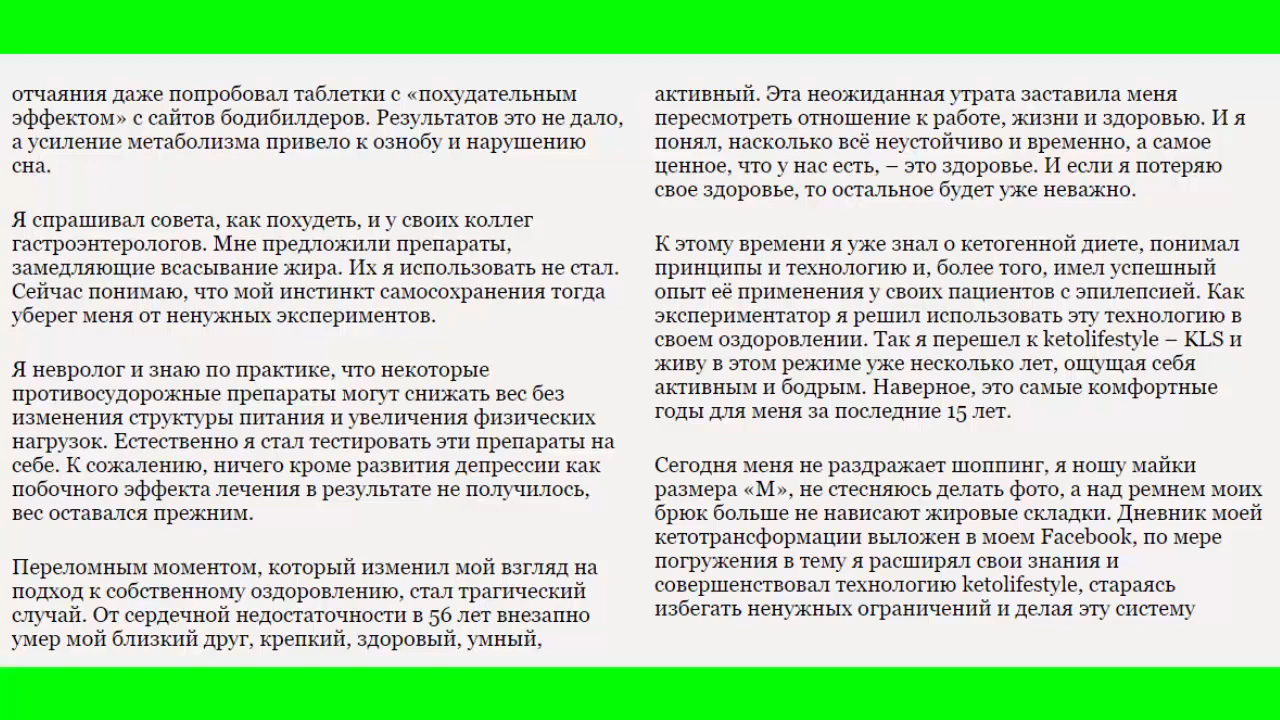 отчаяния даже попробовал таблетки с «похудательным
эффектом» с сайтов бодибилдеров. Результатов это не дало,
а усиление метаболизма привело к ознобу и нарушению
сна.
Я спрашивал совета, как похудеть, и у своих коллег
гастроэнтерологов. Мне предложили препараты,
замедляющие всасывание жира. Их я использовать не стал.
Сейчас понимаю, что мой инстинкт самосохранения тогда
уберег меня от ненужных экспериментов.
Я невролог и знаю по практике, что некоторые
противосудорожные препараты могут снижать вес без
изменения структуры питания и увеличения физических
нагрузок. Естественно я стал тестировать эти препараты на
себе. К сожалению, ничего кроме развития депрессии как
побочного эффекта лечения в результате не получилось,
вес оставался прежним.
Переломным моментом, который изменил мой взгляд на
подход к собственному оздоровлению, стал трагический
случай. От сердечной недостаточности в 56 лет внезапно
умер мой близкий друг, крепкий, здоровый, умный,
активный. Эта неожиданная утрата заставила меня
пересмотреть отношение к работе, жизни и здоровью. И я
понял, насколько всё неустойчиво и временно, а самое
ценное, что у нас есть, – это здоровье. И если я потеряю
свое здоровье, то остальное будет уже неважно.
К этому времени я уже знал о кетогенной диете, понимал
принципы и технологию и, более того, имел успешный
опыт её применения у своих пациентов с эпилепсией. Как
экспериментатор я решил использовать эту технологию в
своем оздоровлении. Так я перешел к ketolifestyle – KLS и
живу в этом режиме уже несколько лет, ощущая себя
активным и бодрым. Наверное, это самые комфортные
годы для меня за последние 15 лет.
Сегодня меня не раздражает шоппинг, я ношу майки
размера «М», не стесняюсь делать фото, а над ремнем моих
брюк больше не нависают жировые складки. Дневник моей
кетотрансформации выложен в моем Facebook, по мере
погружения в тему я расширял свои знания и
совершенствовал технологию ketolifestyle, стараясь
избегать ненужных ограничений и делая эту систему